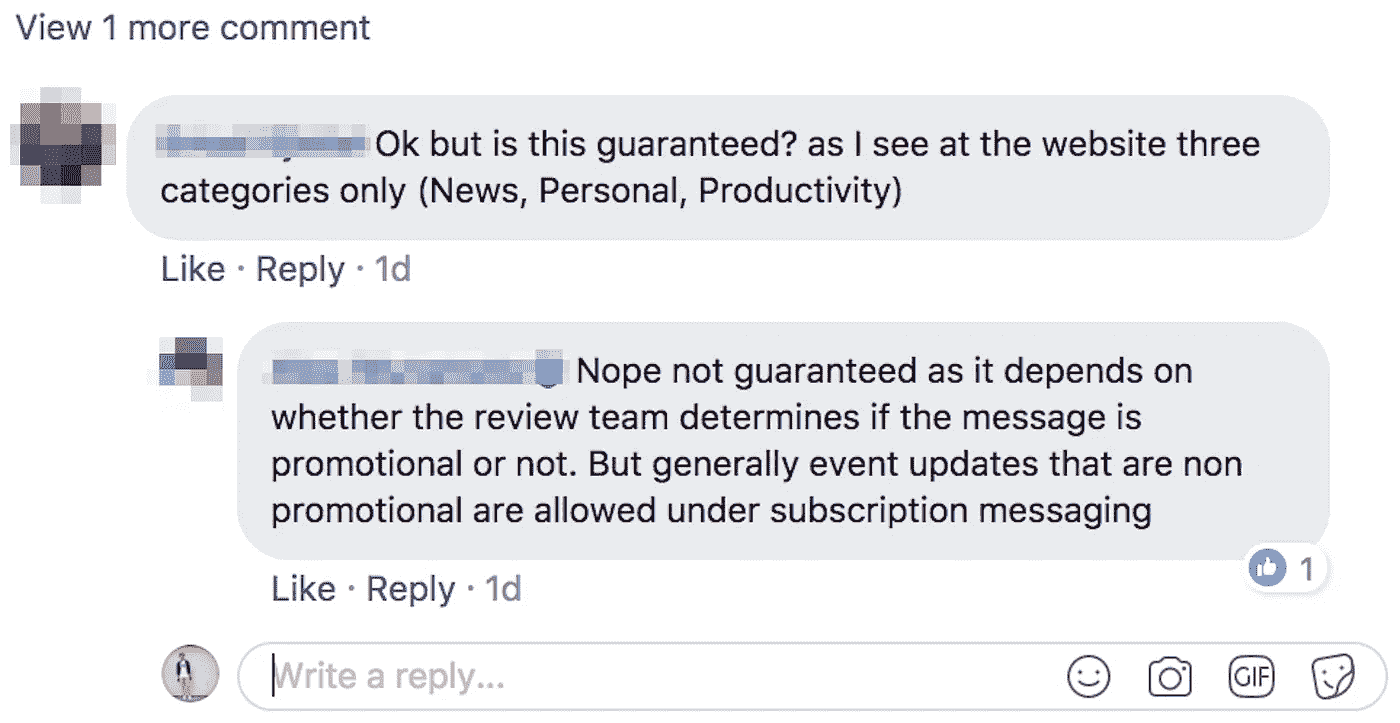 View 1 more comment
Ok but is this guaranteed? as I see at the website three
categories only (News, Personal, Productivity)
Like · Reply · 1d
Nope not guaranteed as it depends on
whether the review team determines if the message is
promotional or not. But generally event updates that are non
promotional are allowed under subscription messaging
1
Like · Reply · 1d
Write a reply...
GIF